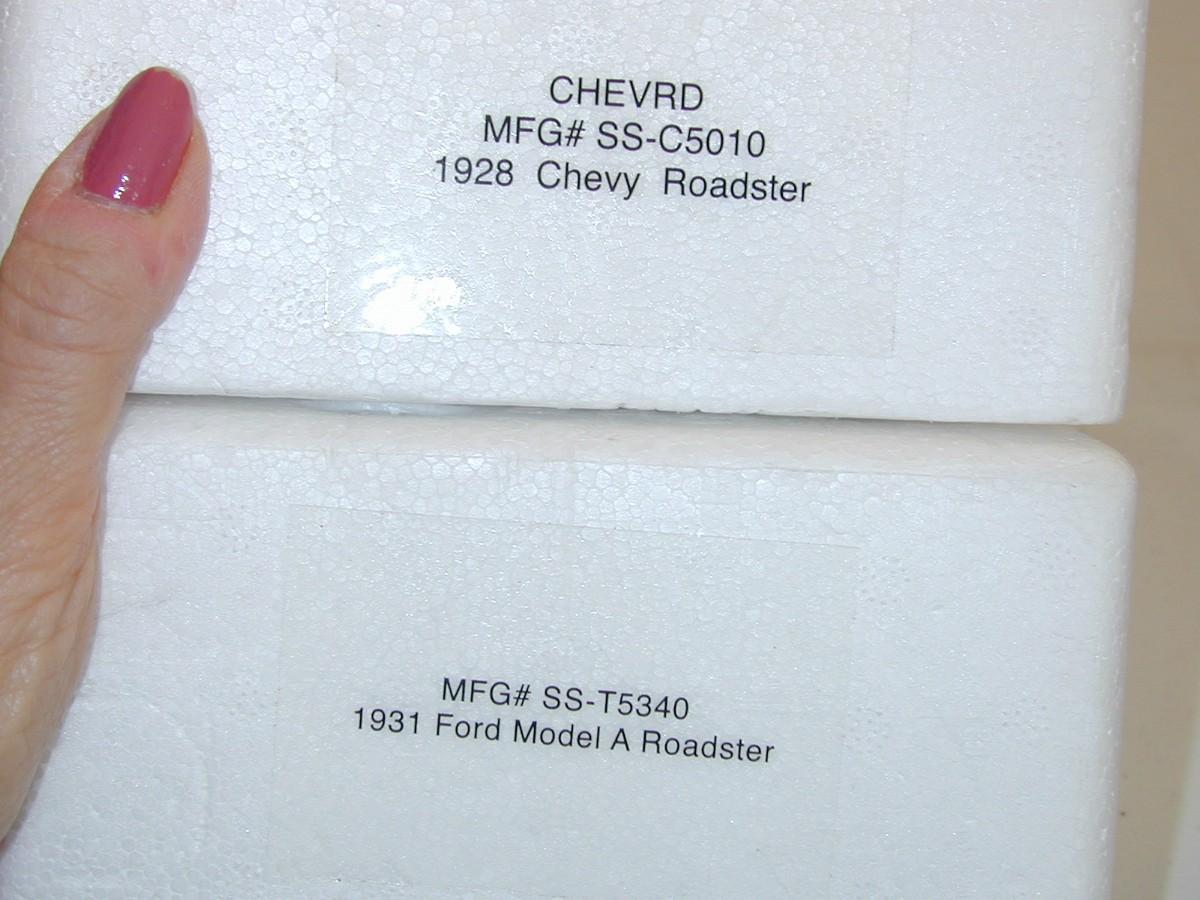 CHEVRD
MFG# SS-C5010
1928 Chevy Roadster
MFG# SS-T5340
1931 Ford Model A Roadster